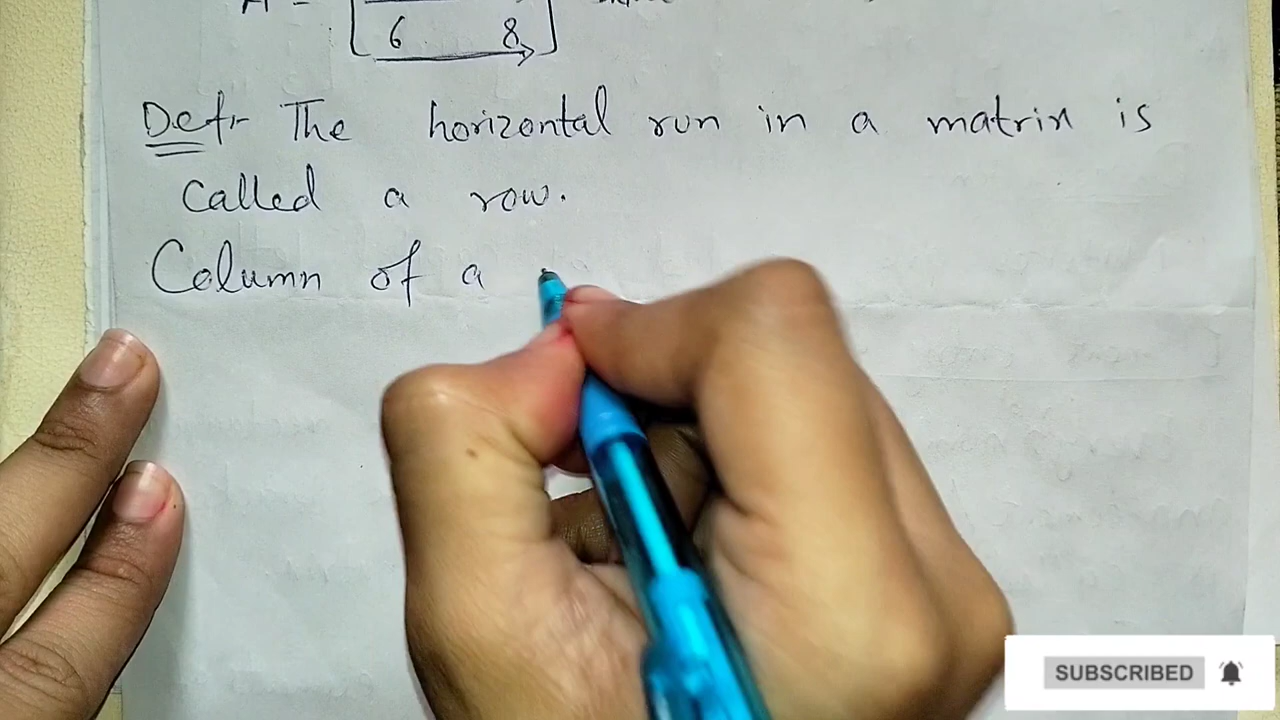 6 8
Def:- The horizontal run in a matrix is
called a row.
Column of a
SUBSCRIBED